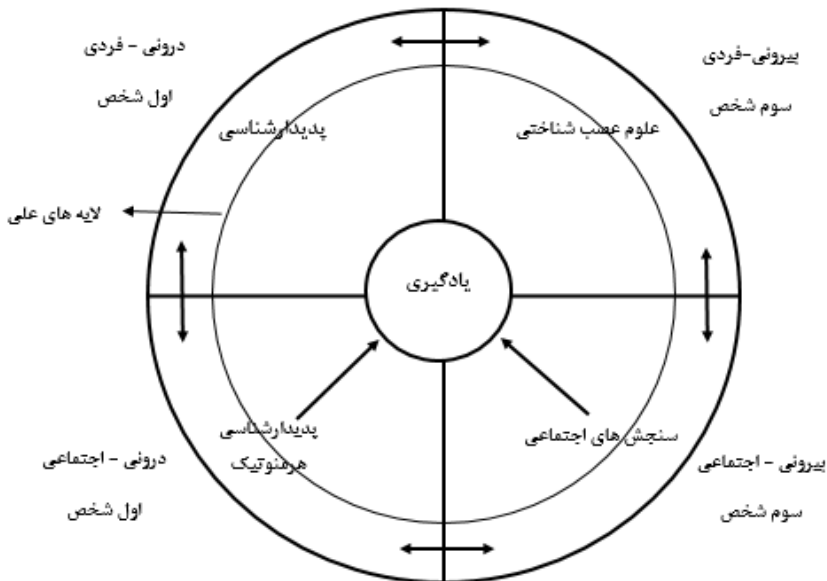 بیرونی-فردی
سوم شخص
درونی - فردی
اول شخص
علوم عصب شناختی
پدیدارشناسی
لایه های علی
یادگیری
سنجش های اجتماعی
پدیدارشناسی
هرمنوتیک
بیرونی - اجتماعی
سوم شخص
درونی - اجتماعی
اول شخص